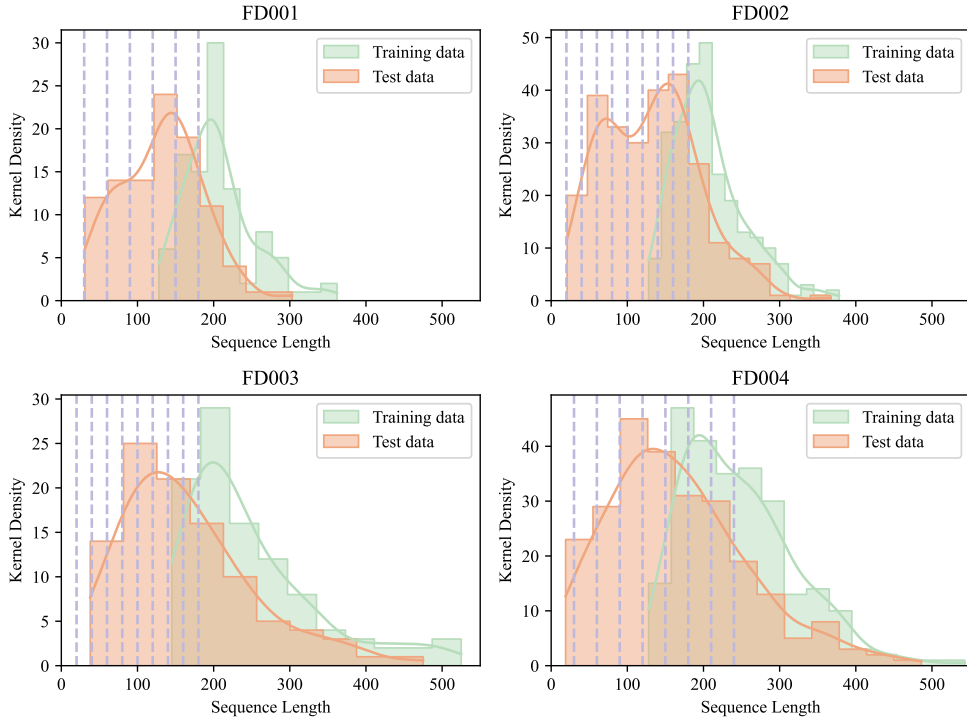 FD001
30
25
20
15
10
5
0
Kernel Density
Training data
Test data
0 100 200 300 400 500
Sequence Length
FD002
50
40
30
20
10
0
Kernel Density
Training data
Test data
0 100 200 300 400 500
Sequence Length
FD003
30
25
20
15
10
5
0
Kernel Density
Training data
Test data
0 100 200 300 400 500
Sequence Length
FD004
40
30
20
10
0
Kernel Density
Training data
Test data
0 100 200 300 400 500
Sequence Length